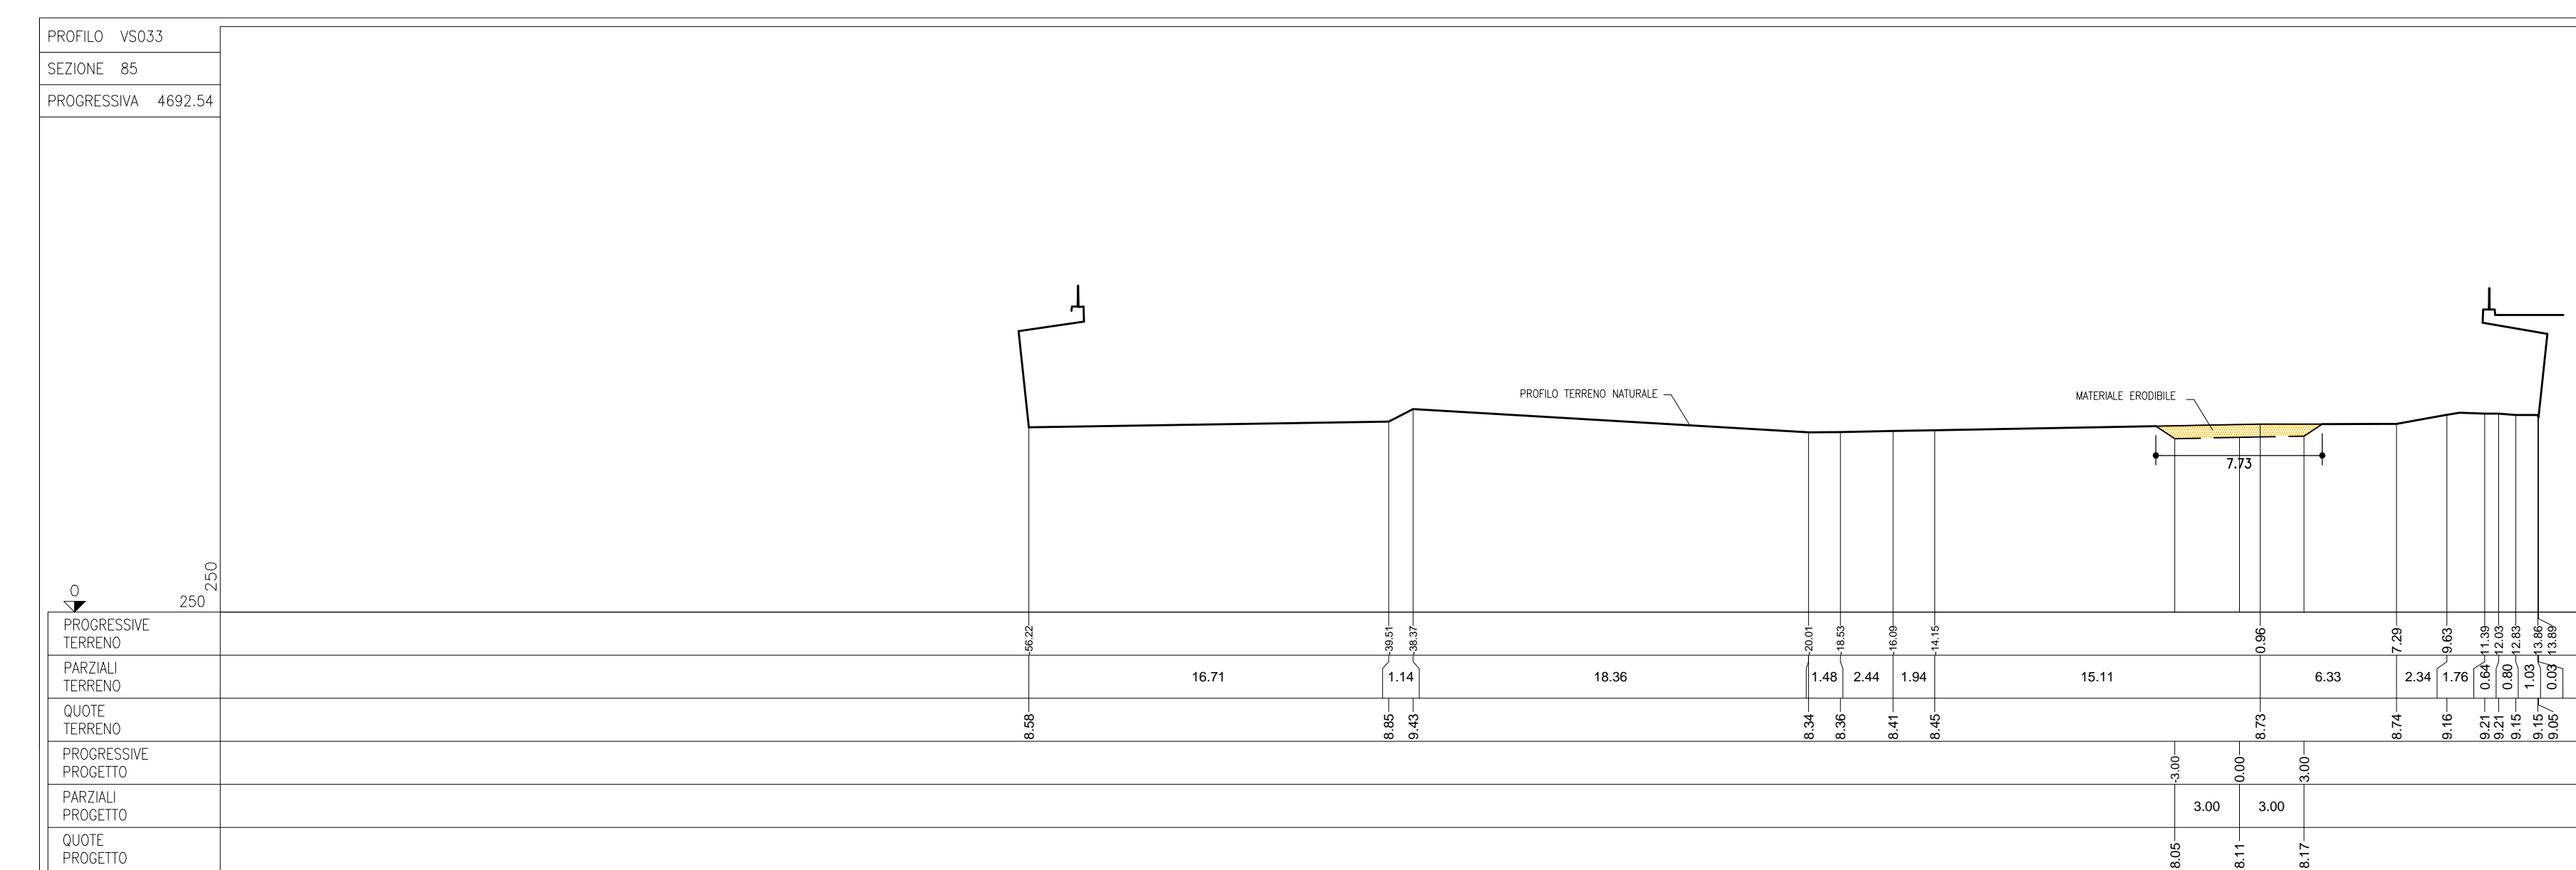 PROFILO VS033
SEZIONE 85
PROGRESSIVA 4692.54
PROFILO TERRENO NATURALE
MATERIALE ERODIBILE
7.73
0
250
250
PROGRESSIVE
TERRENO
-56.22 -39.51 -38.37 -20.01 -18.53 -16.09 -14.15 0.96 7.29 9.63 11.39 12.03 12.83 13.86 13.89
PARZIALI
TERRENO
16.71 1.14 18.36 1.48 2.44 1.94 15.11 6.33 2.34 1.76 0.64 0.80 1.03 0.03
QUOTE
TERRENO
8.58 8.85 9.43 8.34 8.36 8.41 8.45 8.73 8.74 9.16 9.21 9.21 9.15 9.15 9.05
PROGRESSIVE
PROGETTO
-3.00 0.00 3.00
PARZIALI
PROGETTO
3.00 3.00
QUOTE
PROGETTO
8.05 8.11 8.17